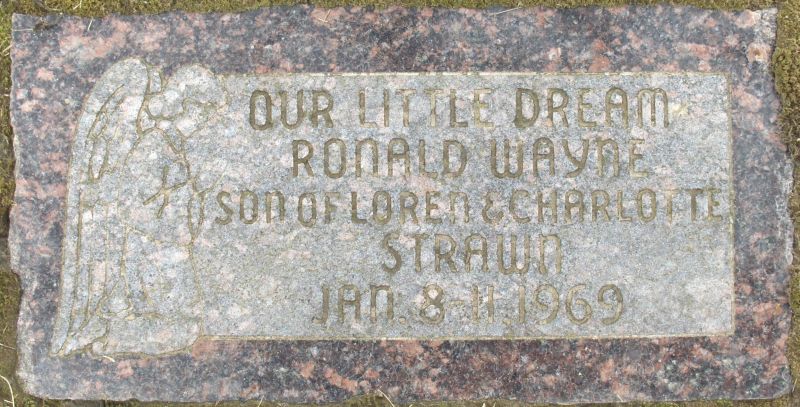 OUR LITTLE DREAM
RONALD WAYNE
SON OF LOREN & CHARLOTTE
STRAWN
JAN. 8-11, 1969